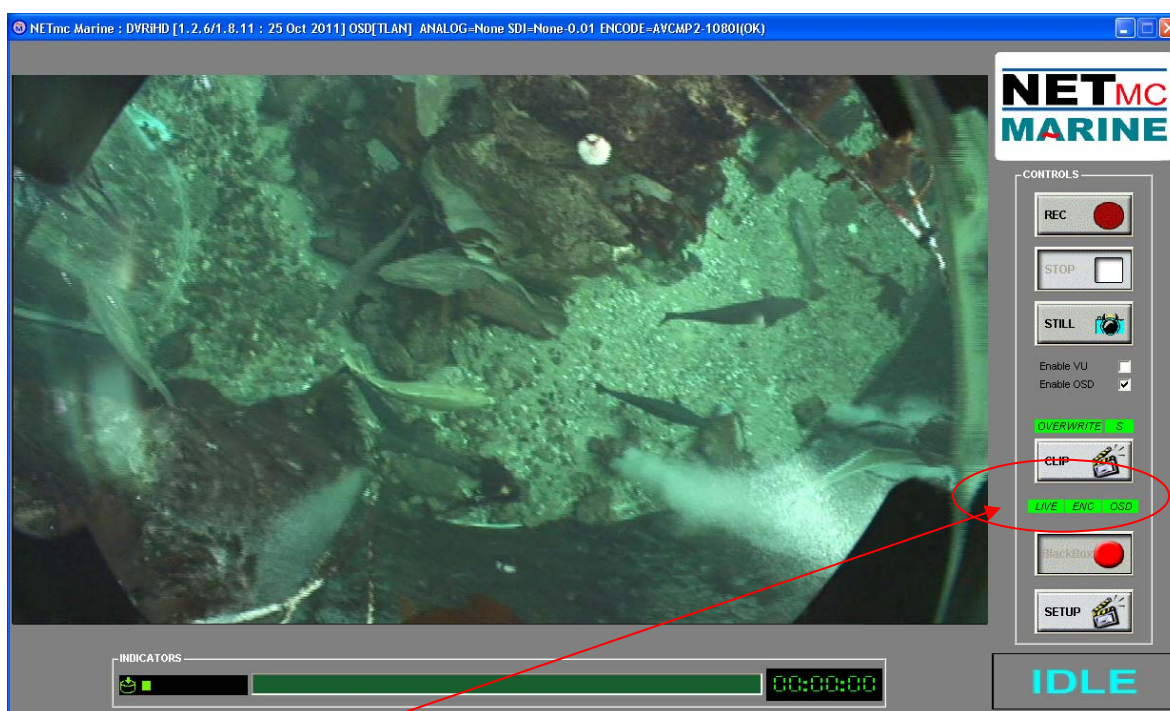 NETmc Marine : DVRiHD [1.2.6/1.8.11 : 25 Oct 2011] OSD[TLAN] ANALOG=None SDI=None-0.01 ENCODE=AVCMP2-1080I(OK)
NETMC
MARINE
CONTROLS
REC
STOP
STILL
Enable VU
Enable OSD
OVERWRITE S
CLIP
LIVE ENC OSD
BlackBox
SETUP
INDICATORS
00:00:00
IDLE